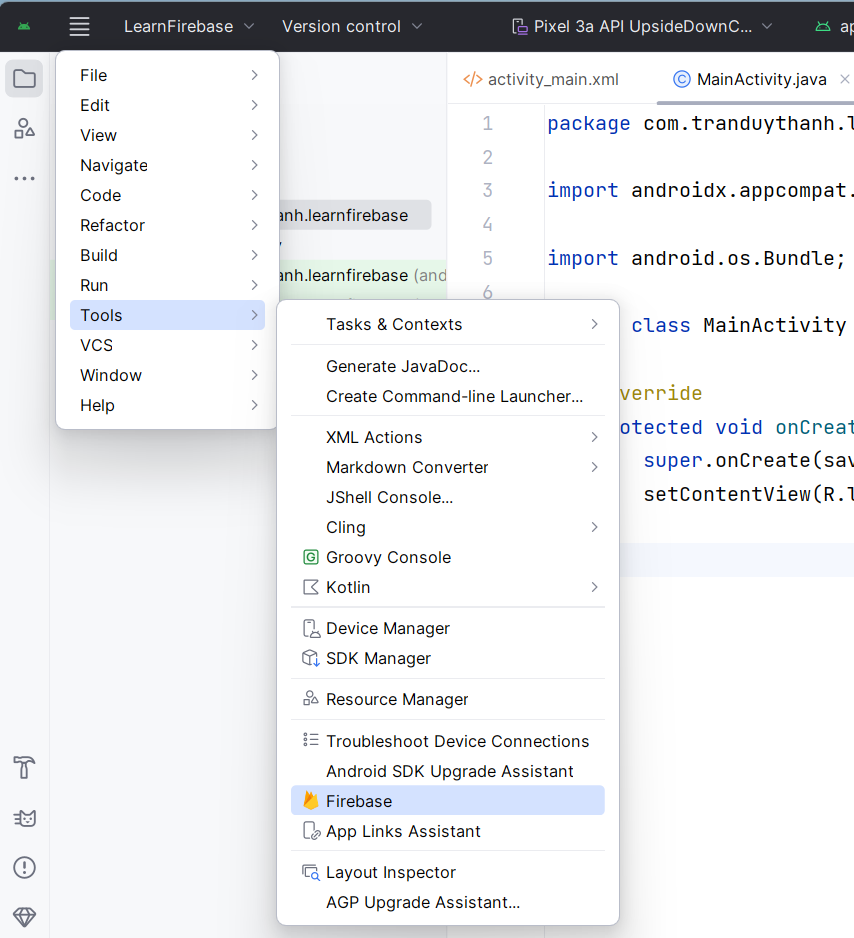 LearnFirebase
Version control
Pixel 3a API UpsideDownC...
ap
File
Edit
View
Navigate
Code
Refactor
Build
Run
Tools
VCS
Window
Help
anh.learnfirebase
anh.learnfirebase (and
Tasks & Contexts
Generate JavaDoc...
Create Command-line Launcher...
XML Actions
Markdown Converter
JShell Console...
Cling
G Groovy Console
Kotlin
Device Manager
SDK Manager
Resource Manager
Troubleshoot Device Connections
Android SDK Upgrade Assistant
Firebase
App Links Assistant
Layout Inspector
AGP Upgrade Assistant...
</> activity_main.xml
C MainActivity.java
1 package com.tranduythanh.l
2
3 import androidx.appcompat.
4
5 import android.os.Bundle;
6
class MainActivity
verride
otected void onCreat
super.onCreate(sav
setContentView(R.l